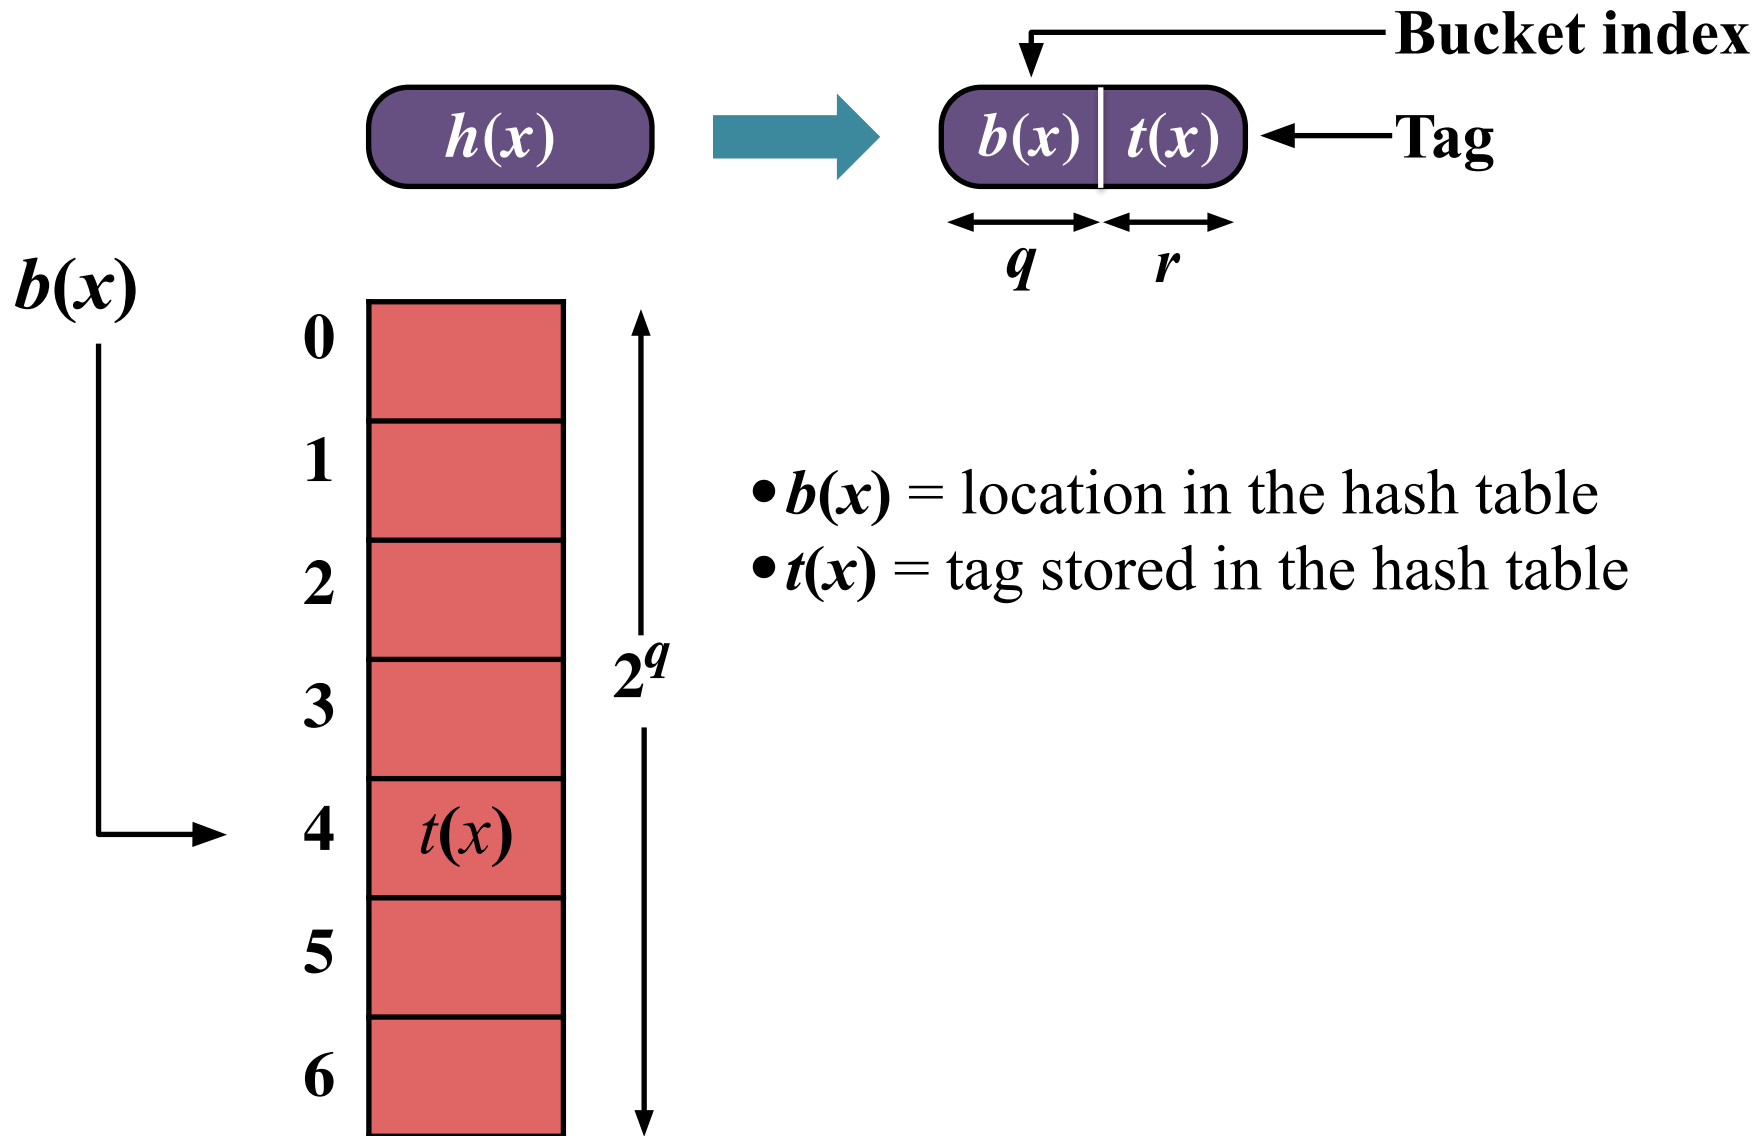 Bucket index
h(x)
b(x) t(x)
Tag
q r
b(x)
0
1
• b(x) = location in the hash table
2
• t(x) = tag stored in the hash table
2^q
3
4 t(x)
5
6